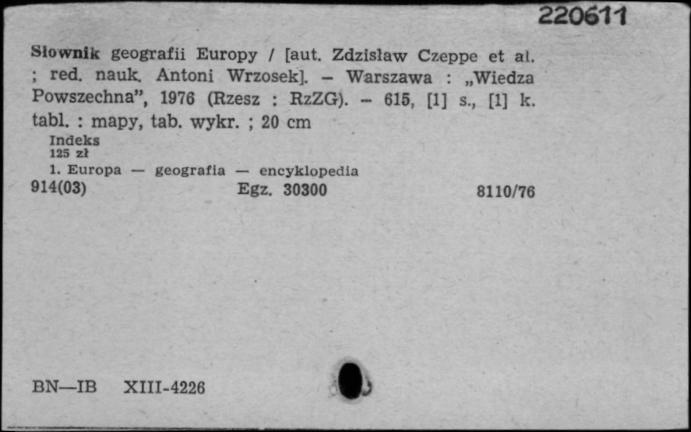 220611
Słownik geografii Europy / [aut. Zdzisław Czeppe et al.
; red. nauk. Antoni Wrzosek]. — Warszawa : „Wiedza
Powszechna”, 1976 (Rzesz : RzZG). — 615, [1] s., [1] k.
tabl. : mapy, tab. wykr. ; 20 cm
Indeks
125 zł
1. Europa — geografia — encyklopedia
914(03) Egz. 30300 8110/76
BN—IB XIII-4226